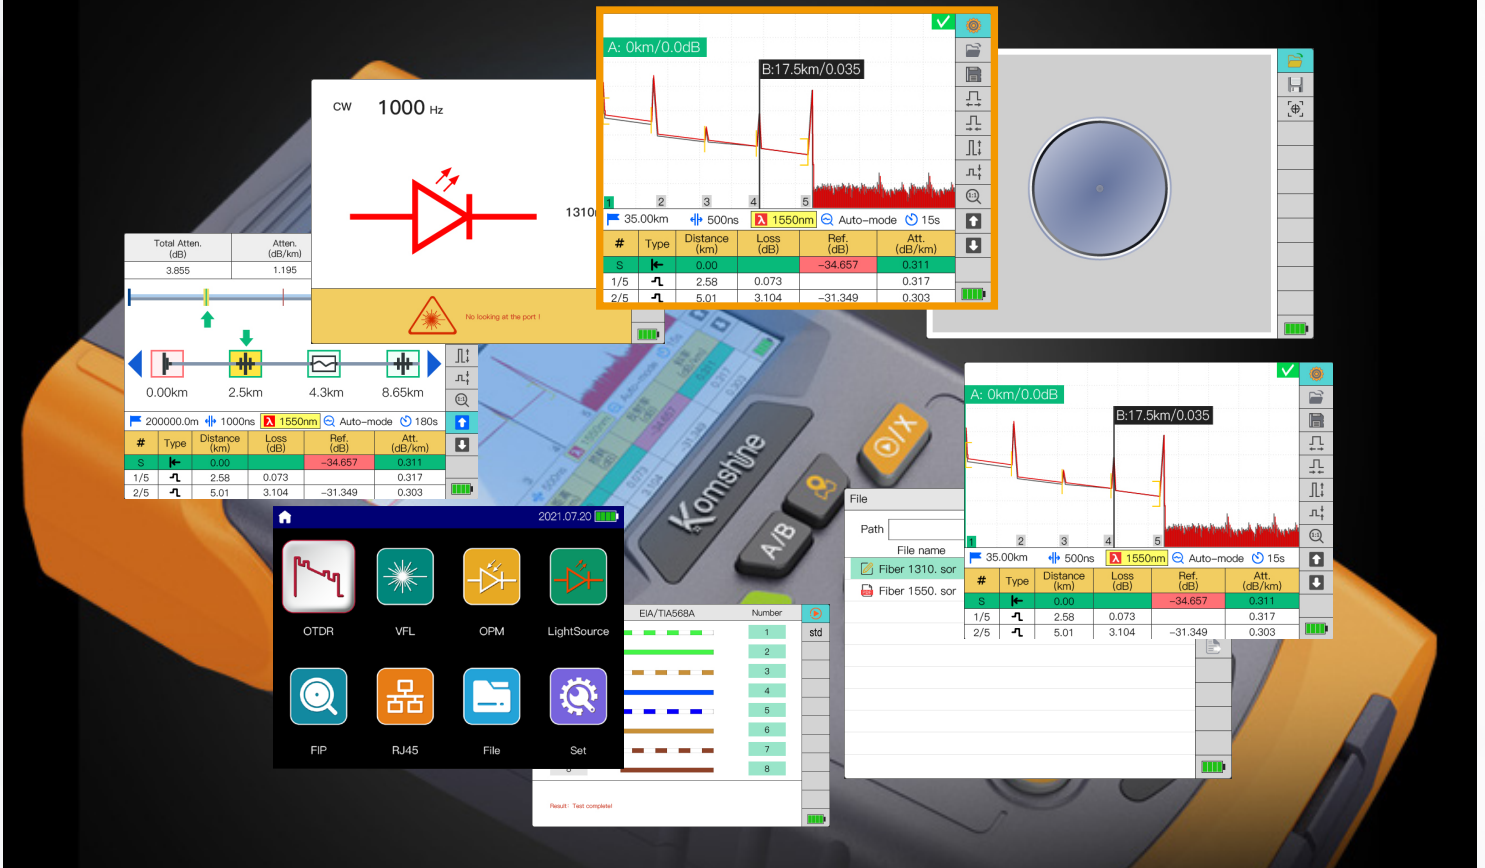 A: 0km/0.0dB
B:17.5km/0.035
1 2 3 4 5
35.00km 500ns λ 1550nm Auto-mode 15s
# Type Distance (km) Loss (dB) Ref. (dB) Att. (dB/km)
S 0.00 -34.657 0.311
1/5 2.58 0.073 0.317
2/5 5.01 3.104 -31.349 0.303
CW 1000 Hz
1310
No looking at the port !
Total Atten. (dB) Atten. (dB/km)
3.855 1.195
0.00km 2.5km 4.3km 8.65km
200000.0m 1000ns λ 1550nm Auto-mode 180s
# Type Distance (km) Loss (dB) Ref. (dB) Att. (dB/km)
S 0.00 -34.657 0.311
1/5 2.58 0.073 0.317
2/5 5.01 3.104 -31.349 0.303
A: 0km/0.0dB
B:17.5km/0.035
1 2 3 4 5
35.00km 500ns λ 1550nm Auto-mode 15s
# Type Distance (km) Loss (dB) Ref. (dB) Att. (dB/km)
S 0.00 -34.657 0.311
1/5 2.58 0.073 0.317
2/5 5.01 3.104 -31.349 0.303
Komshine
A/B
/X
File
Path
File name
Fiber 1310. sor
Fiber 1550. sor
2021.07.20
OTDR VFL OPM LightSource
FIP RJ45 File Set
EIA/TIA568A Number
std
1
2
3
4
5
6
7
8
Result: Test complete!